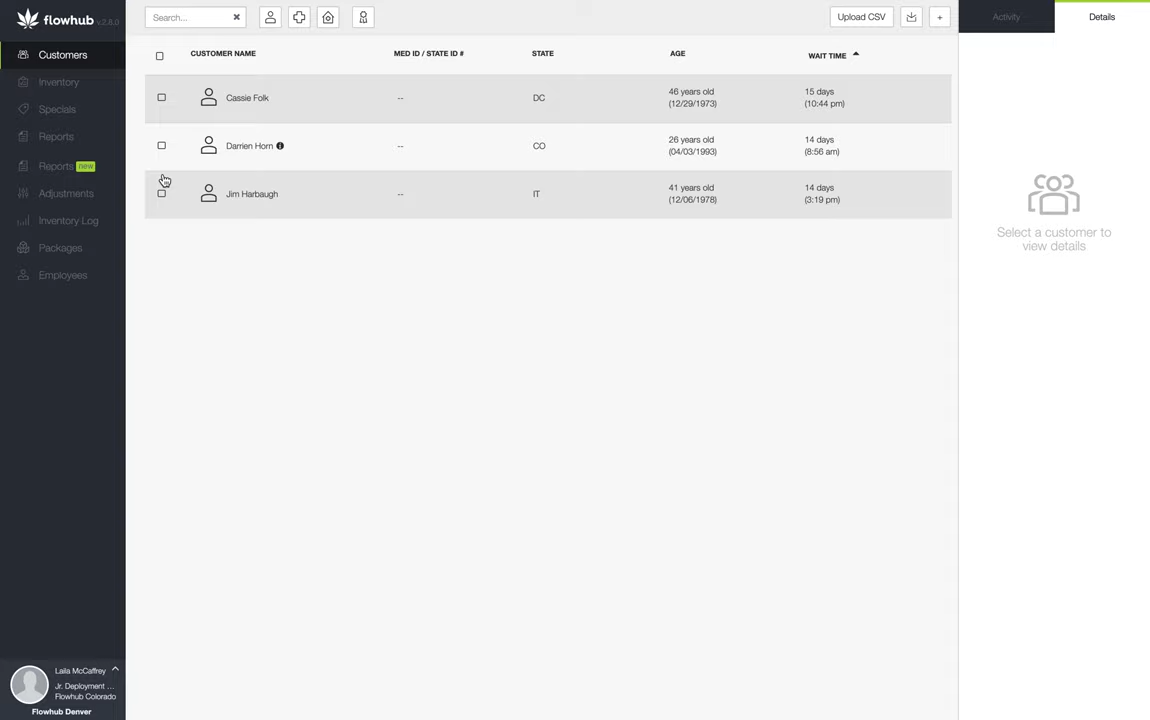 flowhub v.2.8.0
Search...
Upload CSV
+
Activity
Details
Customers
Inventory
Specials
Reports
Reports new
Adjustments
Inventory Log
Packages
Employees
CUSTOMER NAME
MED ID / STATE ID #
STATE
AGE
WAIT TIME
Cassie Folk
--
DC
46 years old
(12/29/1973)
15 days
(10:44 pm)
Darrien Horn
--
CO
26 years old
(04/03/1993)
14 days
(8:56 am)
Jim Harbaugh
--
IT
41 years old
(12/06/1978)
14 days
(3:19 pm)
Select a customer to
view details
Laila McCaffrey
Jr. Deployment ...
Flowhub Colorado
Flowhub Denver